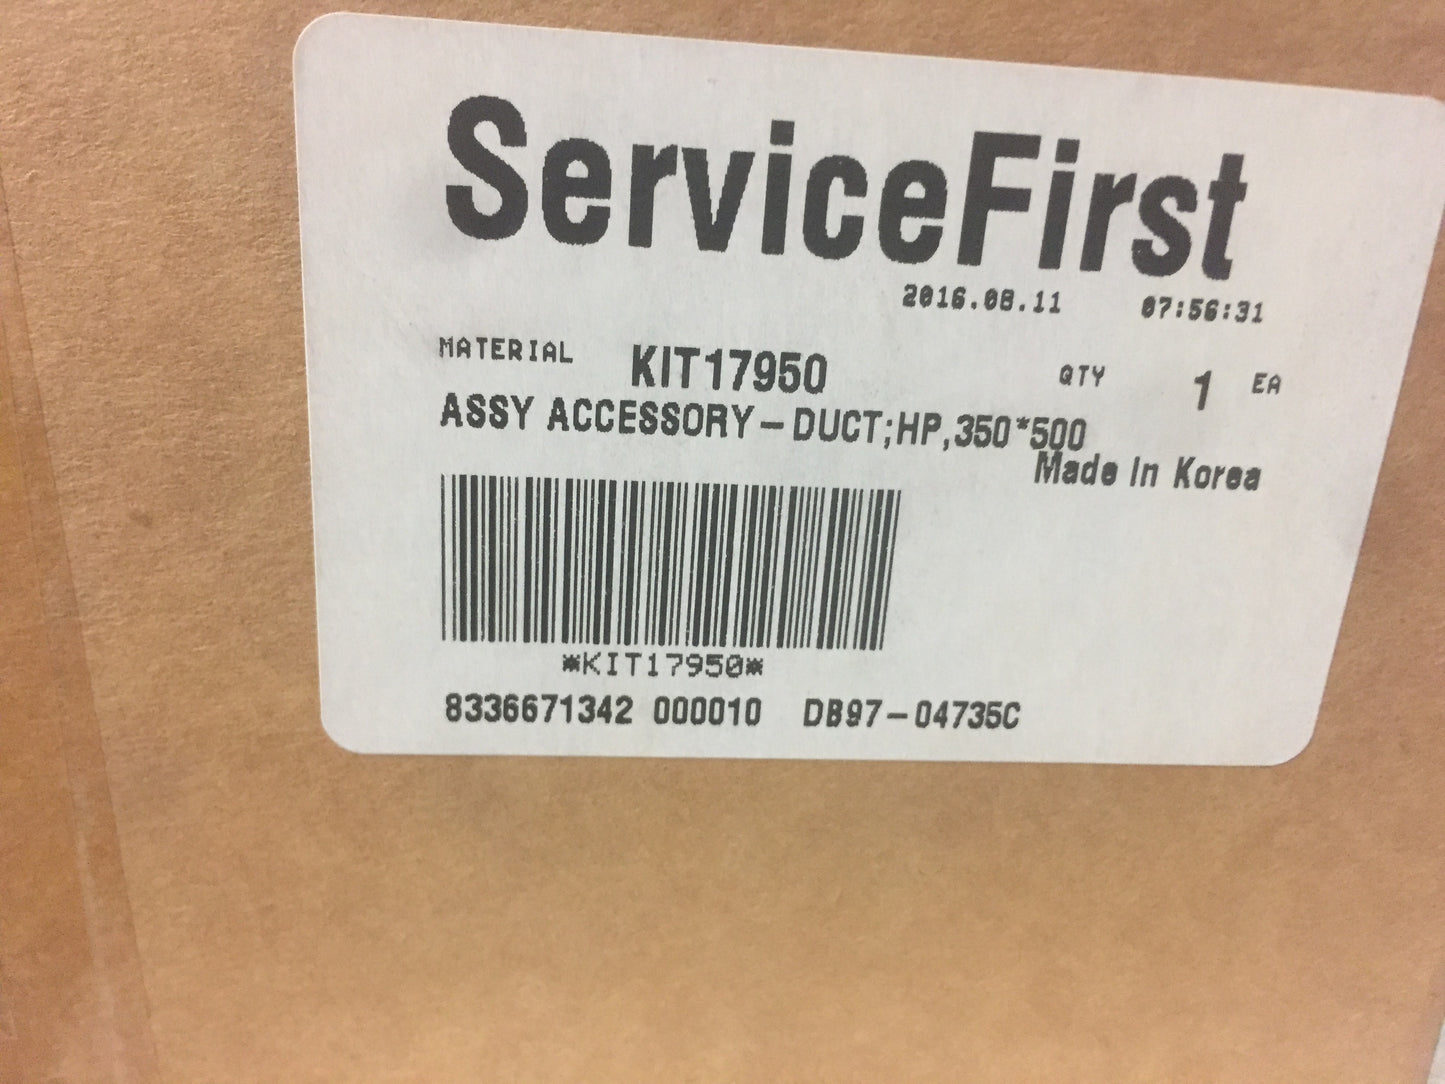 ServiceFirst
2016.08.11 07:56:31
MATERIAL KIT17950 QTY 1 EA
ASSY ACCESSORY-DUCT;HP,350*500
Made In Korea
*KIT17950*
8336671342 000010 DB97-04735C